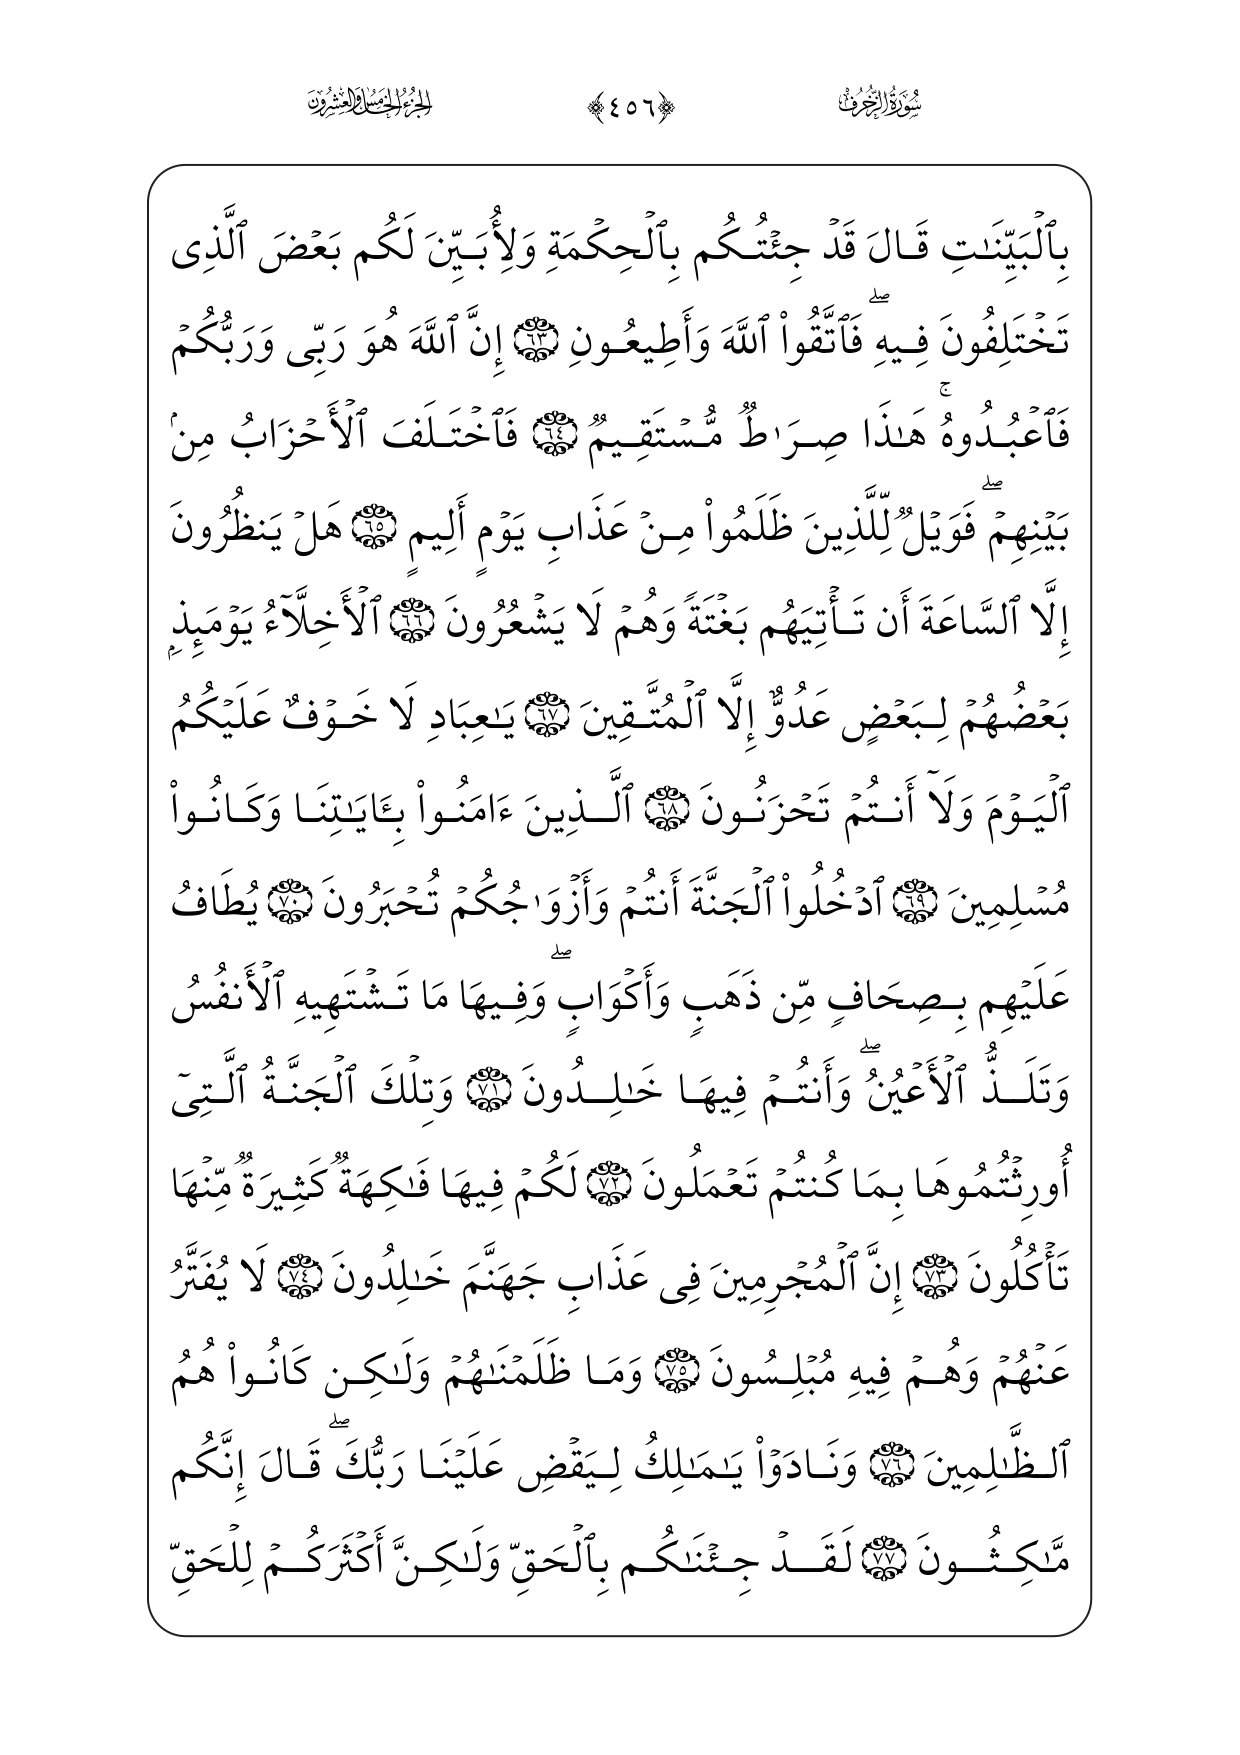 سُورَةُ الزُّخْرُفِ ﴿٤٥٦﴾ الجُزْءُ الخَامِسُ وَالعِشْرُونَ
بِٱلْبَيِّنَـٰتِ قَالَ قَدْ جِئْتُكُم بِٱلْحِكْمَةِ وَلِأُبَيِّنَ لَكُم بَعْضَ ٱلَّذِى
تَخْتَلِفُونَ فِيهِ ۖ فَٱتَّقُوا۟ ٱللَّهَ وَأَطِيعُونِ ﴿٦٣﴾ إِنَّ ٱللَّهَ هُوَ رَبِّى وَرَبُّكُمْ
فَٱعْبُدُوهُ ۚ هَـٰذَا صِرَٰطٌ مُّسْتَقِيمٌ ﴿٦٤﴾ فَٱخْتَلَفَ ٱلْأَحْزَابُ مِنۢ
بَيْنِهِمْ ۖ فَوَيْلٌ لِّلَّذِينَ ظَلَمُوا۟ مِنْ عَذَابِ يَوْمٍ أَلِيمٍ ﴿٦٥﴾ هَلْ يَنظُرُونَ
إِلَّا ٱلسَّاعَةَ أَن تَأْتِيَهُم بَغْتَةً وَهُمْ لَا يَشْعُرُونَ ﴿٦٦﴾ ٱلْأَخِلَّآءُ يَوْمَئِذٍۭ
بَعْضُهُمْ لِبَعْضٍ عَدُوٌّ إِلَّا ٱلْمُتَّقِينَ ﴿٦٧﴾ يَـٰعِبَادِ لَا خَوْفٌ عَلَيْكُمُ
ٱلْيَوْمَ وَلَآ أَنتُمْ تَحْزَنُونَ ﴿٦٨﴾ ٱلَّذِينَ ءَامَنُوا۟ بِـَٔايَـٰتِنَا وَكَانُوا۟
مُسْلِمِينَ ﴿٦٩﴾ ٱدْخُلُوا۟ ٱلْجَنَّةَ أَنتُمْ وَأَزْوَٰجُكُمْ تُحْبَرُونَ ﴿٧٠﴾ يُطَافُ
عَلَيْهِم بِصِحَافٍ مِّن ذَهَبٍ وَأَكْوَابٍ ۖ وَفِيهَا مَا تَشْتَهِيهِ ٱلْأَنفُسُ
وَتَلَذُّ ٱلْأَعْيُنُ ۖ وَأَنتُمْ فِيهَا خَـٰلِدُونَ ﴿٧١﴾ وَتِلْكَ ٱلْجَنَّةُ ٱلَّتِىٓ
أُورِثْتُمُوهَا بِمَا كُنتُمْ تَعْمَلُونَ ﴿٧٢﴾ لَكُمْ فِيهَا فَـٰكِهَةٌ كَثِيرَةٌ مِّنْهَا
تَأْكُلُونَ ﴿٧٣﴾ إِنَّ ٱلْمُجْرِمِينَ فِى عَذَابِ جَهَنَّمَ خَـٰلِدُونَ ﴿٧٤﴾ لَا يُفَتَّرُ
عَنْهُمْ وَهُمْ فِيهِ مُبْلِسُونَ ﴿٧٥﴾ وَمَا ظَلَمْنَـٰهُمْ وَلَـٰكِن كَانُوا۟ هُمُ
ٱلظَّـٰلِمِينَ ﴿٧٦﴾ وَنَادَوْا۟ يَـٰمَـٰلِكُ لِيَقْضِ عَلَيْنَا رَبُّكَ ۖ قَالَ إِنَّكُم
مَّـٰكِثُونَ ﴿٧٧﴾ لَقَدْ جِئْنَـٰكُم بِٱلْحَقِّ وَلَـٰكِنَّ أَكْثَرَكُمْ لِلْحَقِّ